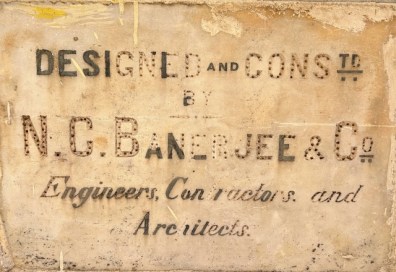 DESIGNED AND CONSTD
BY
N.C.BANERJEE & Co
Engineers, Contractors. and
Architects.